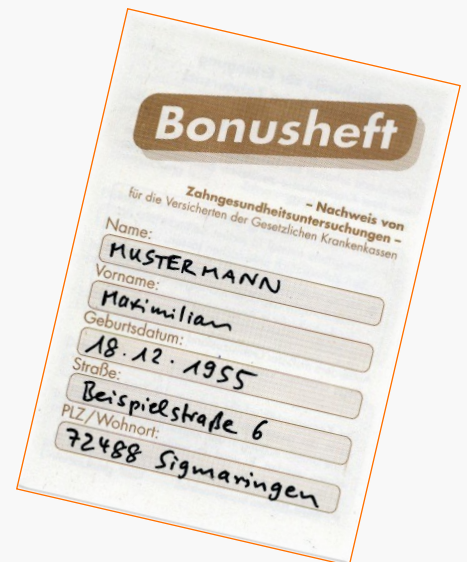 Bonusheft
– Nachweis von
Zahngesundheitsuntersuchungen –
für die Versicherten der Gesetzlichen Krankenkassen
Name:
MUSTERMANN
Vorname:
Maximilian
Geburtsdatum:
18.12.1955
Straße:
Beispielstraße 6
PLZ/Wohnort:
72488 Sigmaringen